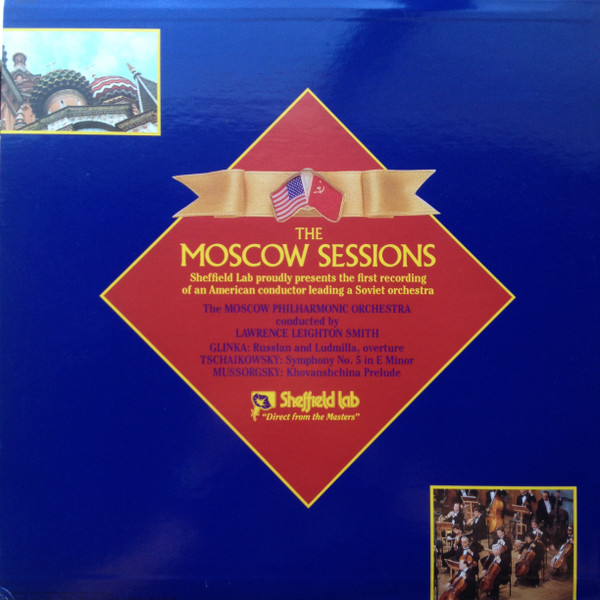 THE
MOSCOW SESSIONS
Sheffield Lab proudly presents the first recording
of an American conductor leading a Soviet orchestra
The MOSCOW PHILHARMONIC ORCHESTRA
conducted by
LAWRENCE LEIGHTON SMITH
GLINKA: Russlan and Ludmilla, overture
TSCHAIKOWSKY: Symphony No. 5 in E Minor
MUSSORGSKY: Khovanshchina Prelude
Sheffield Lab
"Direct from the Masters"